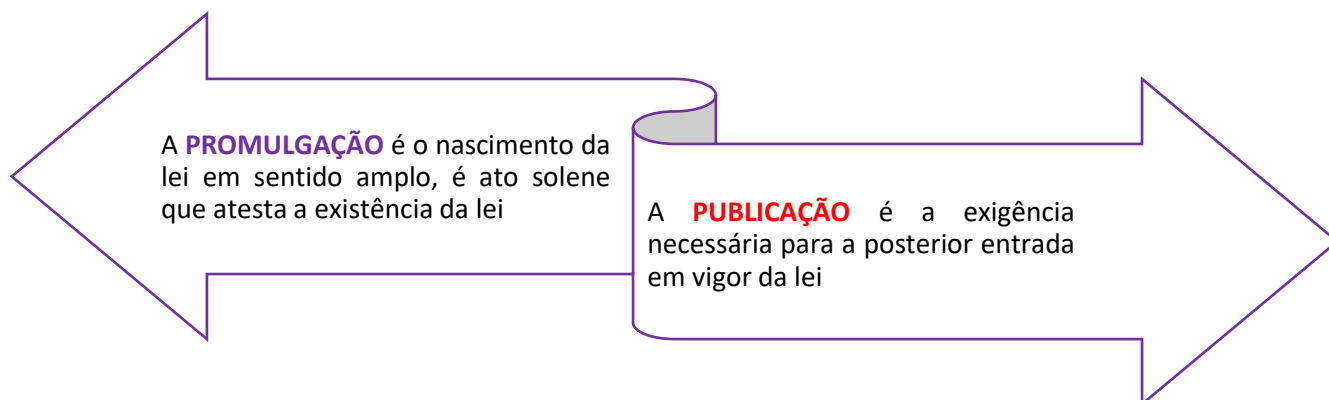 A PROMULGAÇÃO é o nascimento da
lei em sentido amplo, é ato solene
que atesta a existência da lei
A PUBLICAÇÃO é a exigência
necessária para a posterior entrada
em vigor da lei